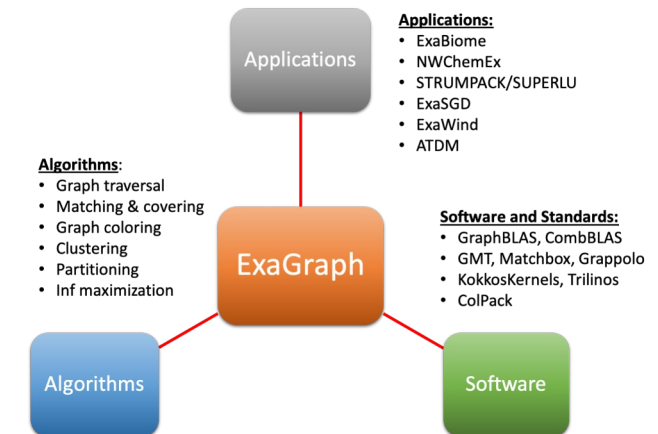 Applications
Applications:
• ExaBiome
• NWChemEx
• STRUMPACK/SUPERLU
• ExaSGD
• ExaWind
• ATDM
Algorithms:
• Graph traversal
• Matching & covering
• Graph coloring
• Clustering
• Partitioning
• Inf maximization
ExaGraph
Software and Standards:
• GraphBLAS, CombBLAS
• GMT, Matchbox, Grappolo
• KokkosKernels, Trilinos
• ColPack
Algorithms
Software